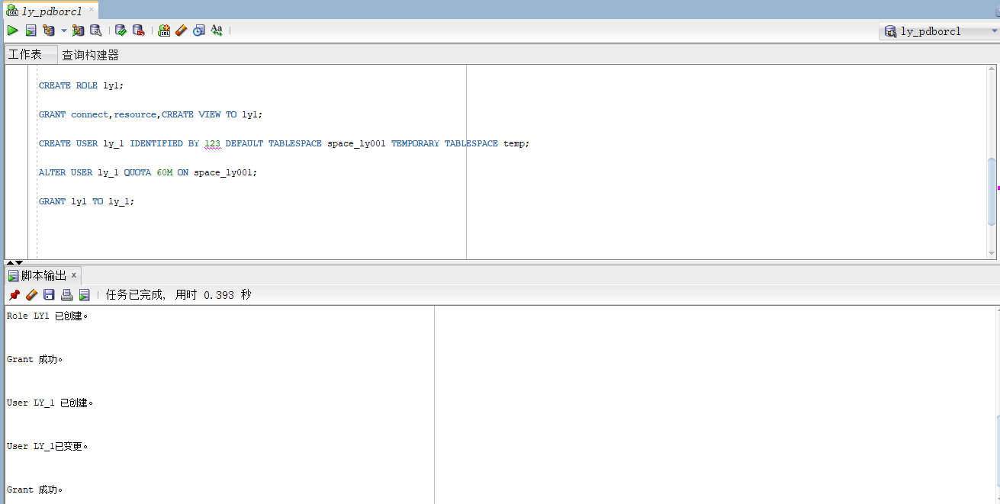 ly_pdborcl
SQL
ly_pdborcl
工作表
查询构建器
CREATE ROLE ly1;
GRANT connect,resource,CREATE VIEW TO ly1;
CREATE USER ly_1 IDENTIFIED BY 123 DEFAULT TABLESPACE space_ly001 TEMPORARY TABLESPACE temp;
ALTER USER ly_1 QUOTA 60M ON space_ly001;
GRANT ly1 TO ly_1;
脚本输出 x
任务已完成, 用时 0.393 秒
Role LY1 已创建。
Grant 成功。
User LY_1 已创建。
User LY_1已变更。
Grant 成功。